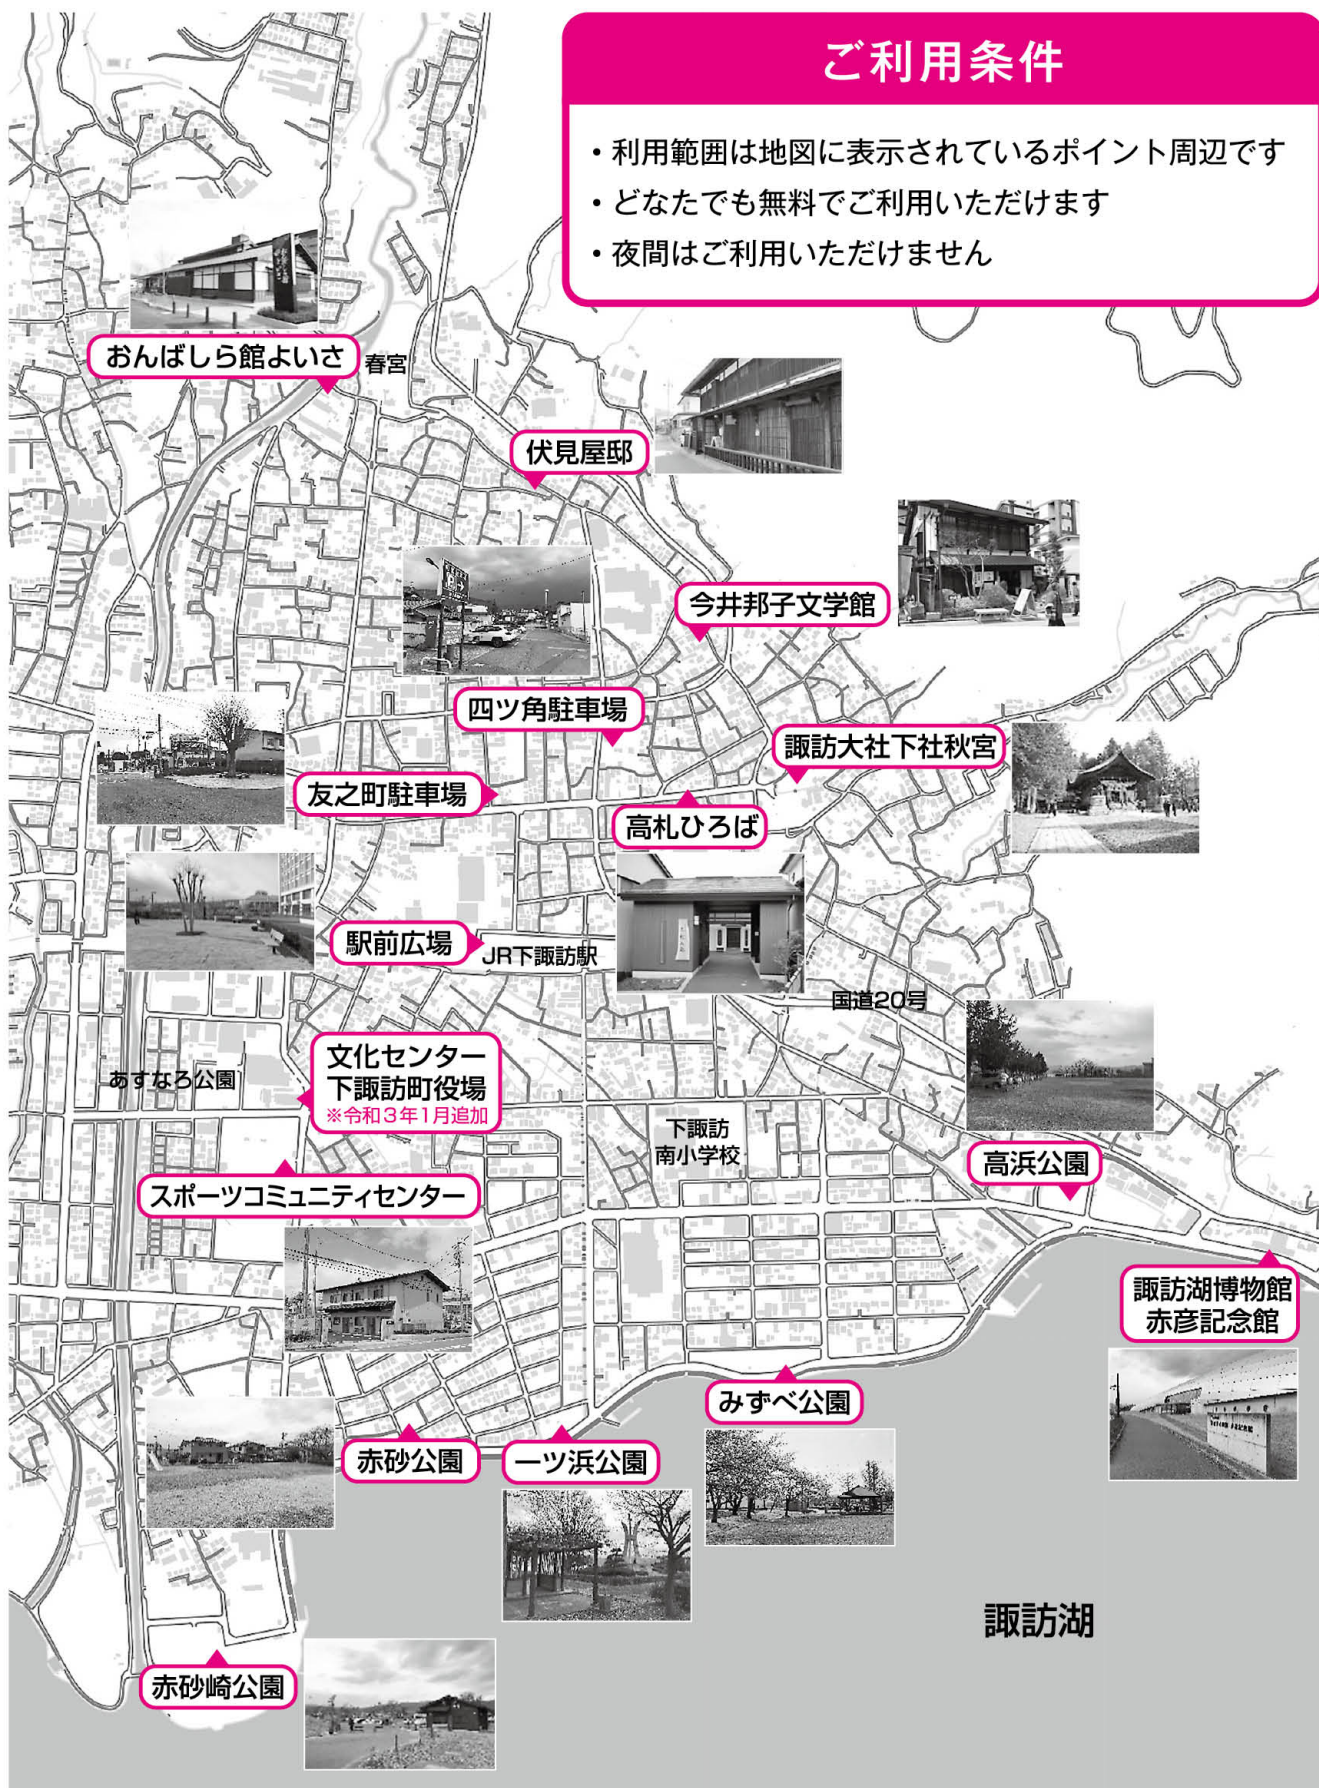 ご利用条件
・利用範囲は地図に表示されているポイント周辺です
・どなたでも無料でご利用いただけます
・夜間はご利用いただけません
おんばしら館よいさ
春宮
伏見屋邸
今井邦子文学館
四ツ角駐車場
諏訪大社下社秋宮
友之町駐車場
高札ひろば
駅前広場
JR下諏訪駅
国道20号
文化センター
下諏訪町役場
※令和3年1月追加
あすなろ公園
下諏訪
南小学校
高浜公園
スポーツコミュニティセンター
諏訪湖博物館
赤彦記念館
みずべ公園
赤砂公園
一ツ浜公園
諏訪湖
赤砂崎公園